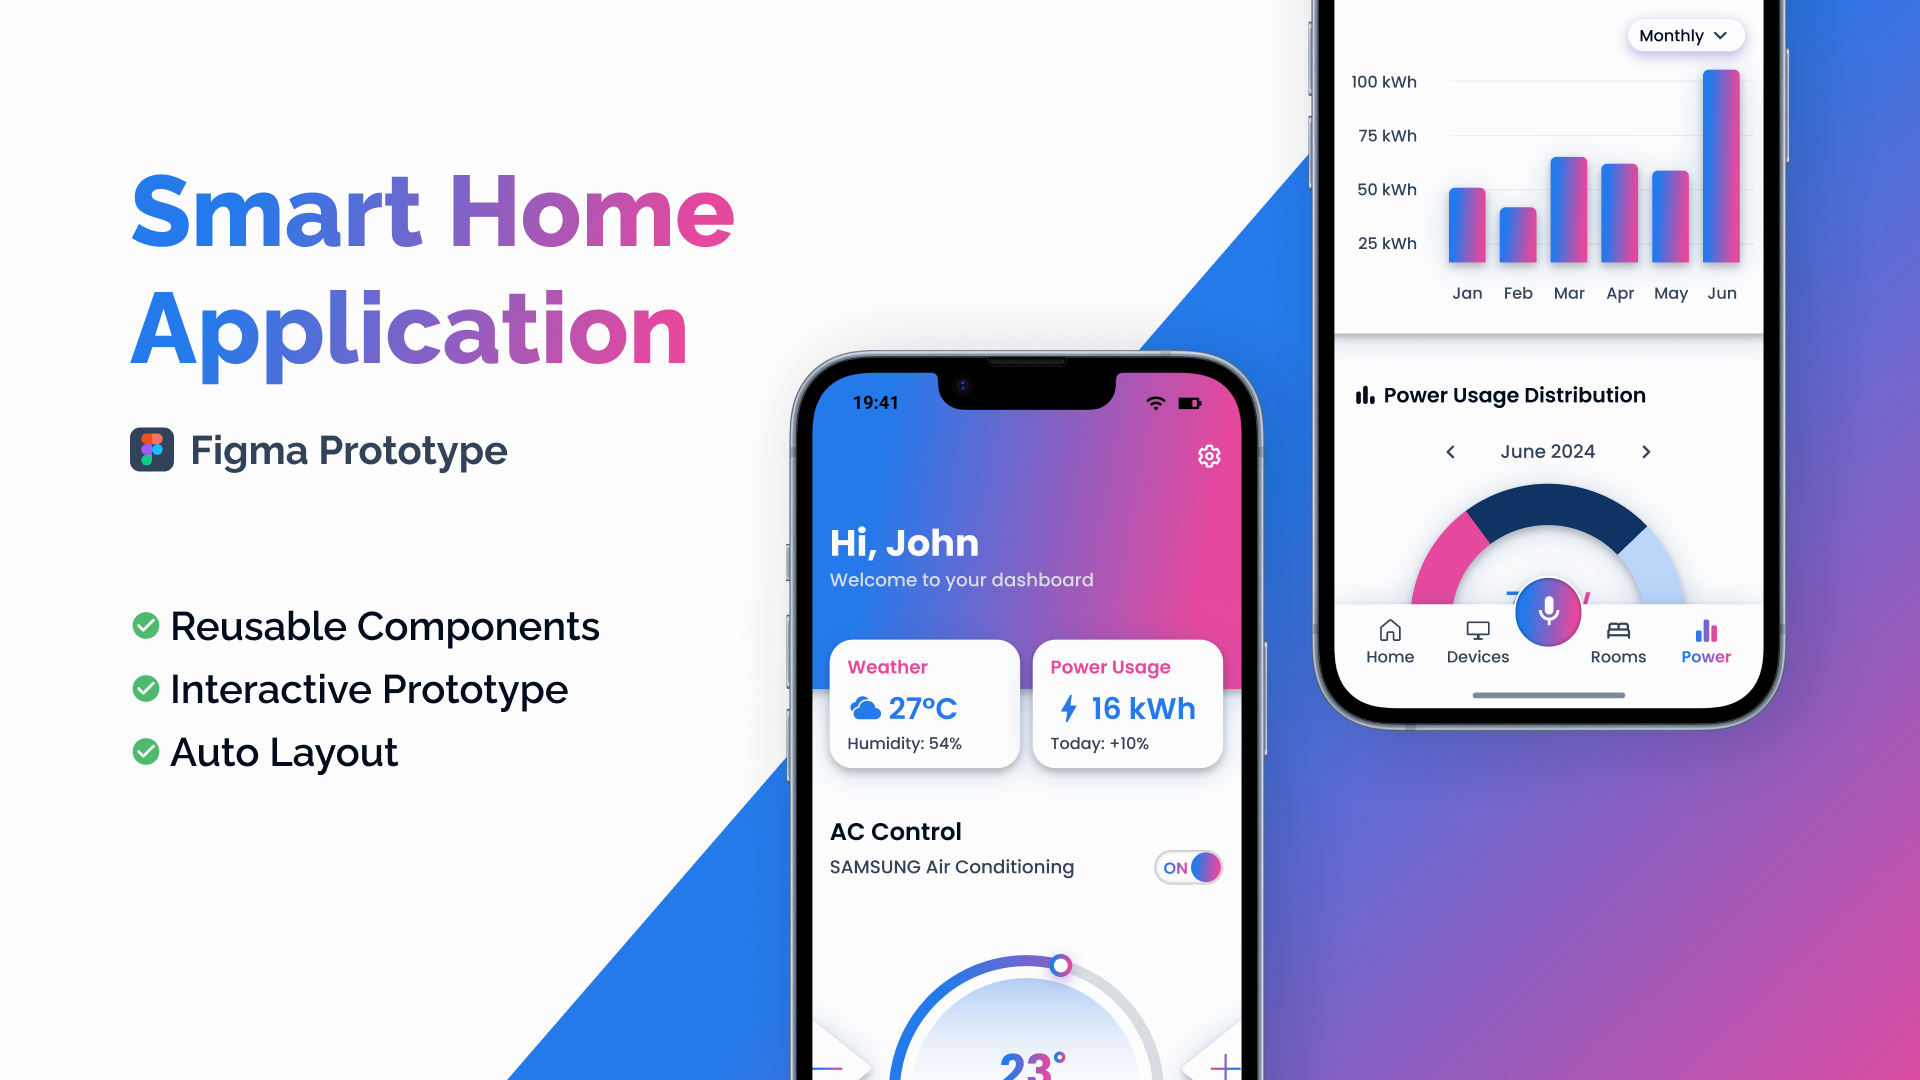 Smart Home
Application
Figma Prototype
Reusable Components
Interactive Prototype
Auto Layout
19:41
Hi, John
Welcome to your dashboard
Weather
27°C
Humidity: 54%
Power Usage
16 kWh
Today: +10%
AC Control
SAMSUNG Air Conditioning
ON
23°
Monthly
100 kWh
75 kWh
50 kWh
25 kWh
Jan Feb Mar Apr May Jun
Power Usage Distribution
June 2024
Home Devices Rooms Power